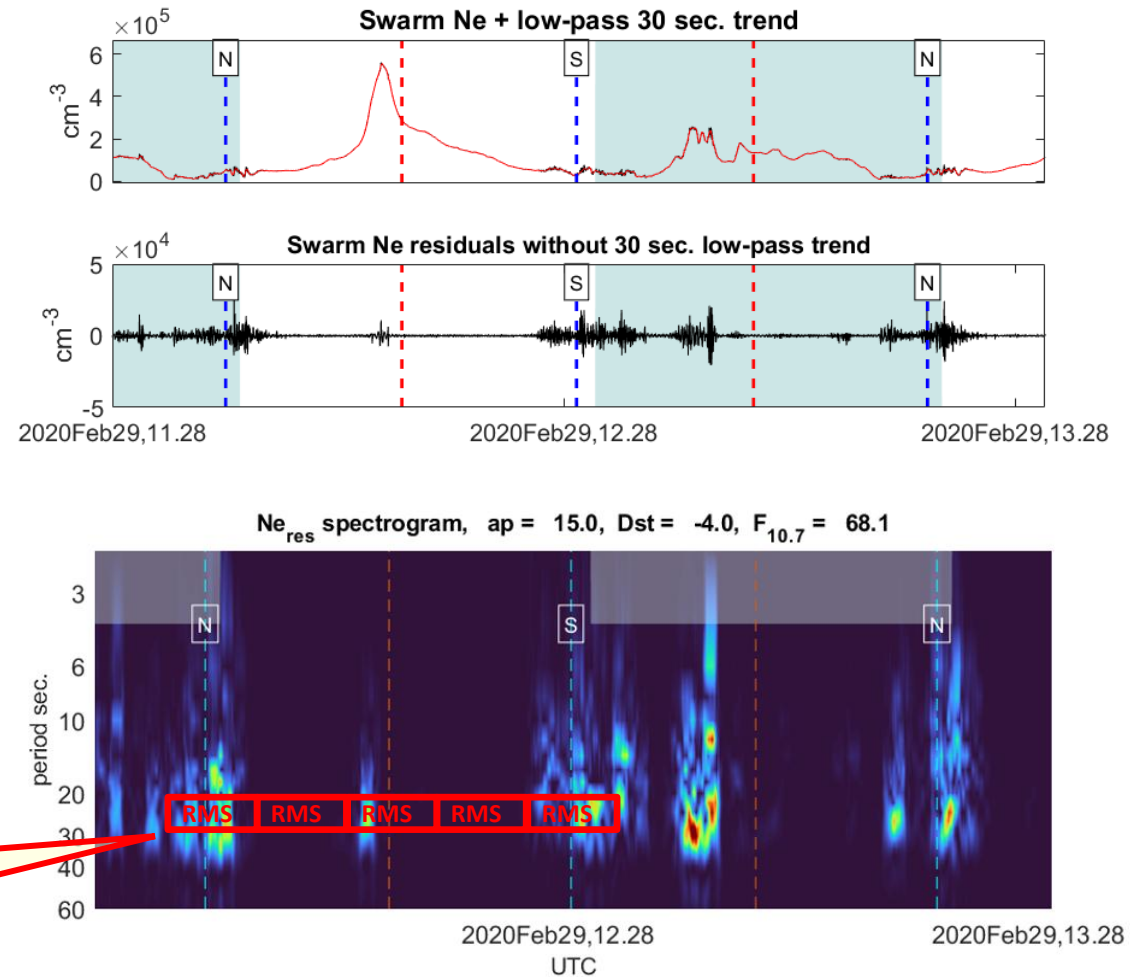 Swarm Ne + low-pass 30 sec. trend
×10^5
6
4
2
0
cm^-3
N
S
N
Swarm Ne residuals without 30 sec. low-pass trend
×10^4
5
0
-5
cm^-3
N
S
N
2020Feb29,11.28 2020Feb29,12.28 2020Feb29,13.28
Ne_res spectrogram, ap = 15.0, Dst = -4.0, F_10.7 = 68.1
3
6
10
20
30
40
60
period sec.
N
S
N
RMS RMS RMS RMS RMS
2020Feb29,12.28 2020Feb29,13.28
UTC